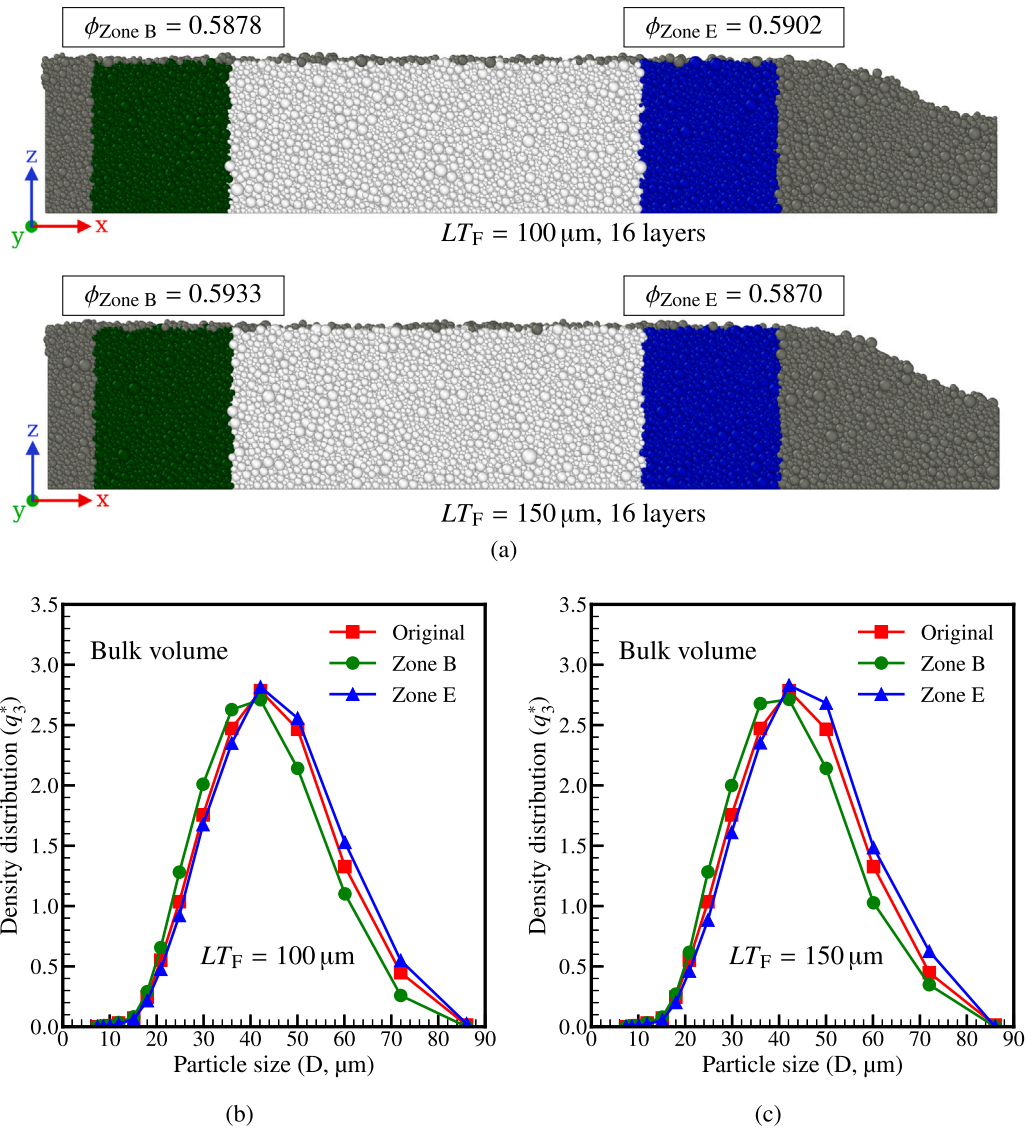 ϕZone B = 0.5878
ϕZone E = 0.5902
z
y
x
LTF = 100 μm, 16 layers
ϕZone B = 0.5933
ϕZone E = 0.5870
z
y
x
LTF = 150 μm, 16 layers
(a)
3.5
3.0
2.5
2.0
1.5
1.0
0.5
0.0
Density distribution (q*3)
Bulk volume
Original
Zone B
Zone E
LTF = 100 μm
0 10 20 30 40 50 60 70 80 90
Particle size (D, μm)
(b)
3.5
3.0
2.5
2.0
1.5
1.0
0.5
0.0
Density distribution (q*3)
Bulk volume
Original
Zone B
Zone E
LTF = 150 μm
0 10 20 30 40 50 60 70 80 90
Particle size (D, μm)
(c)